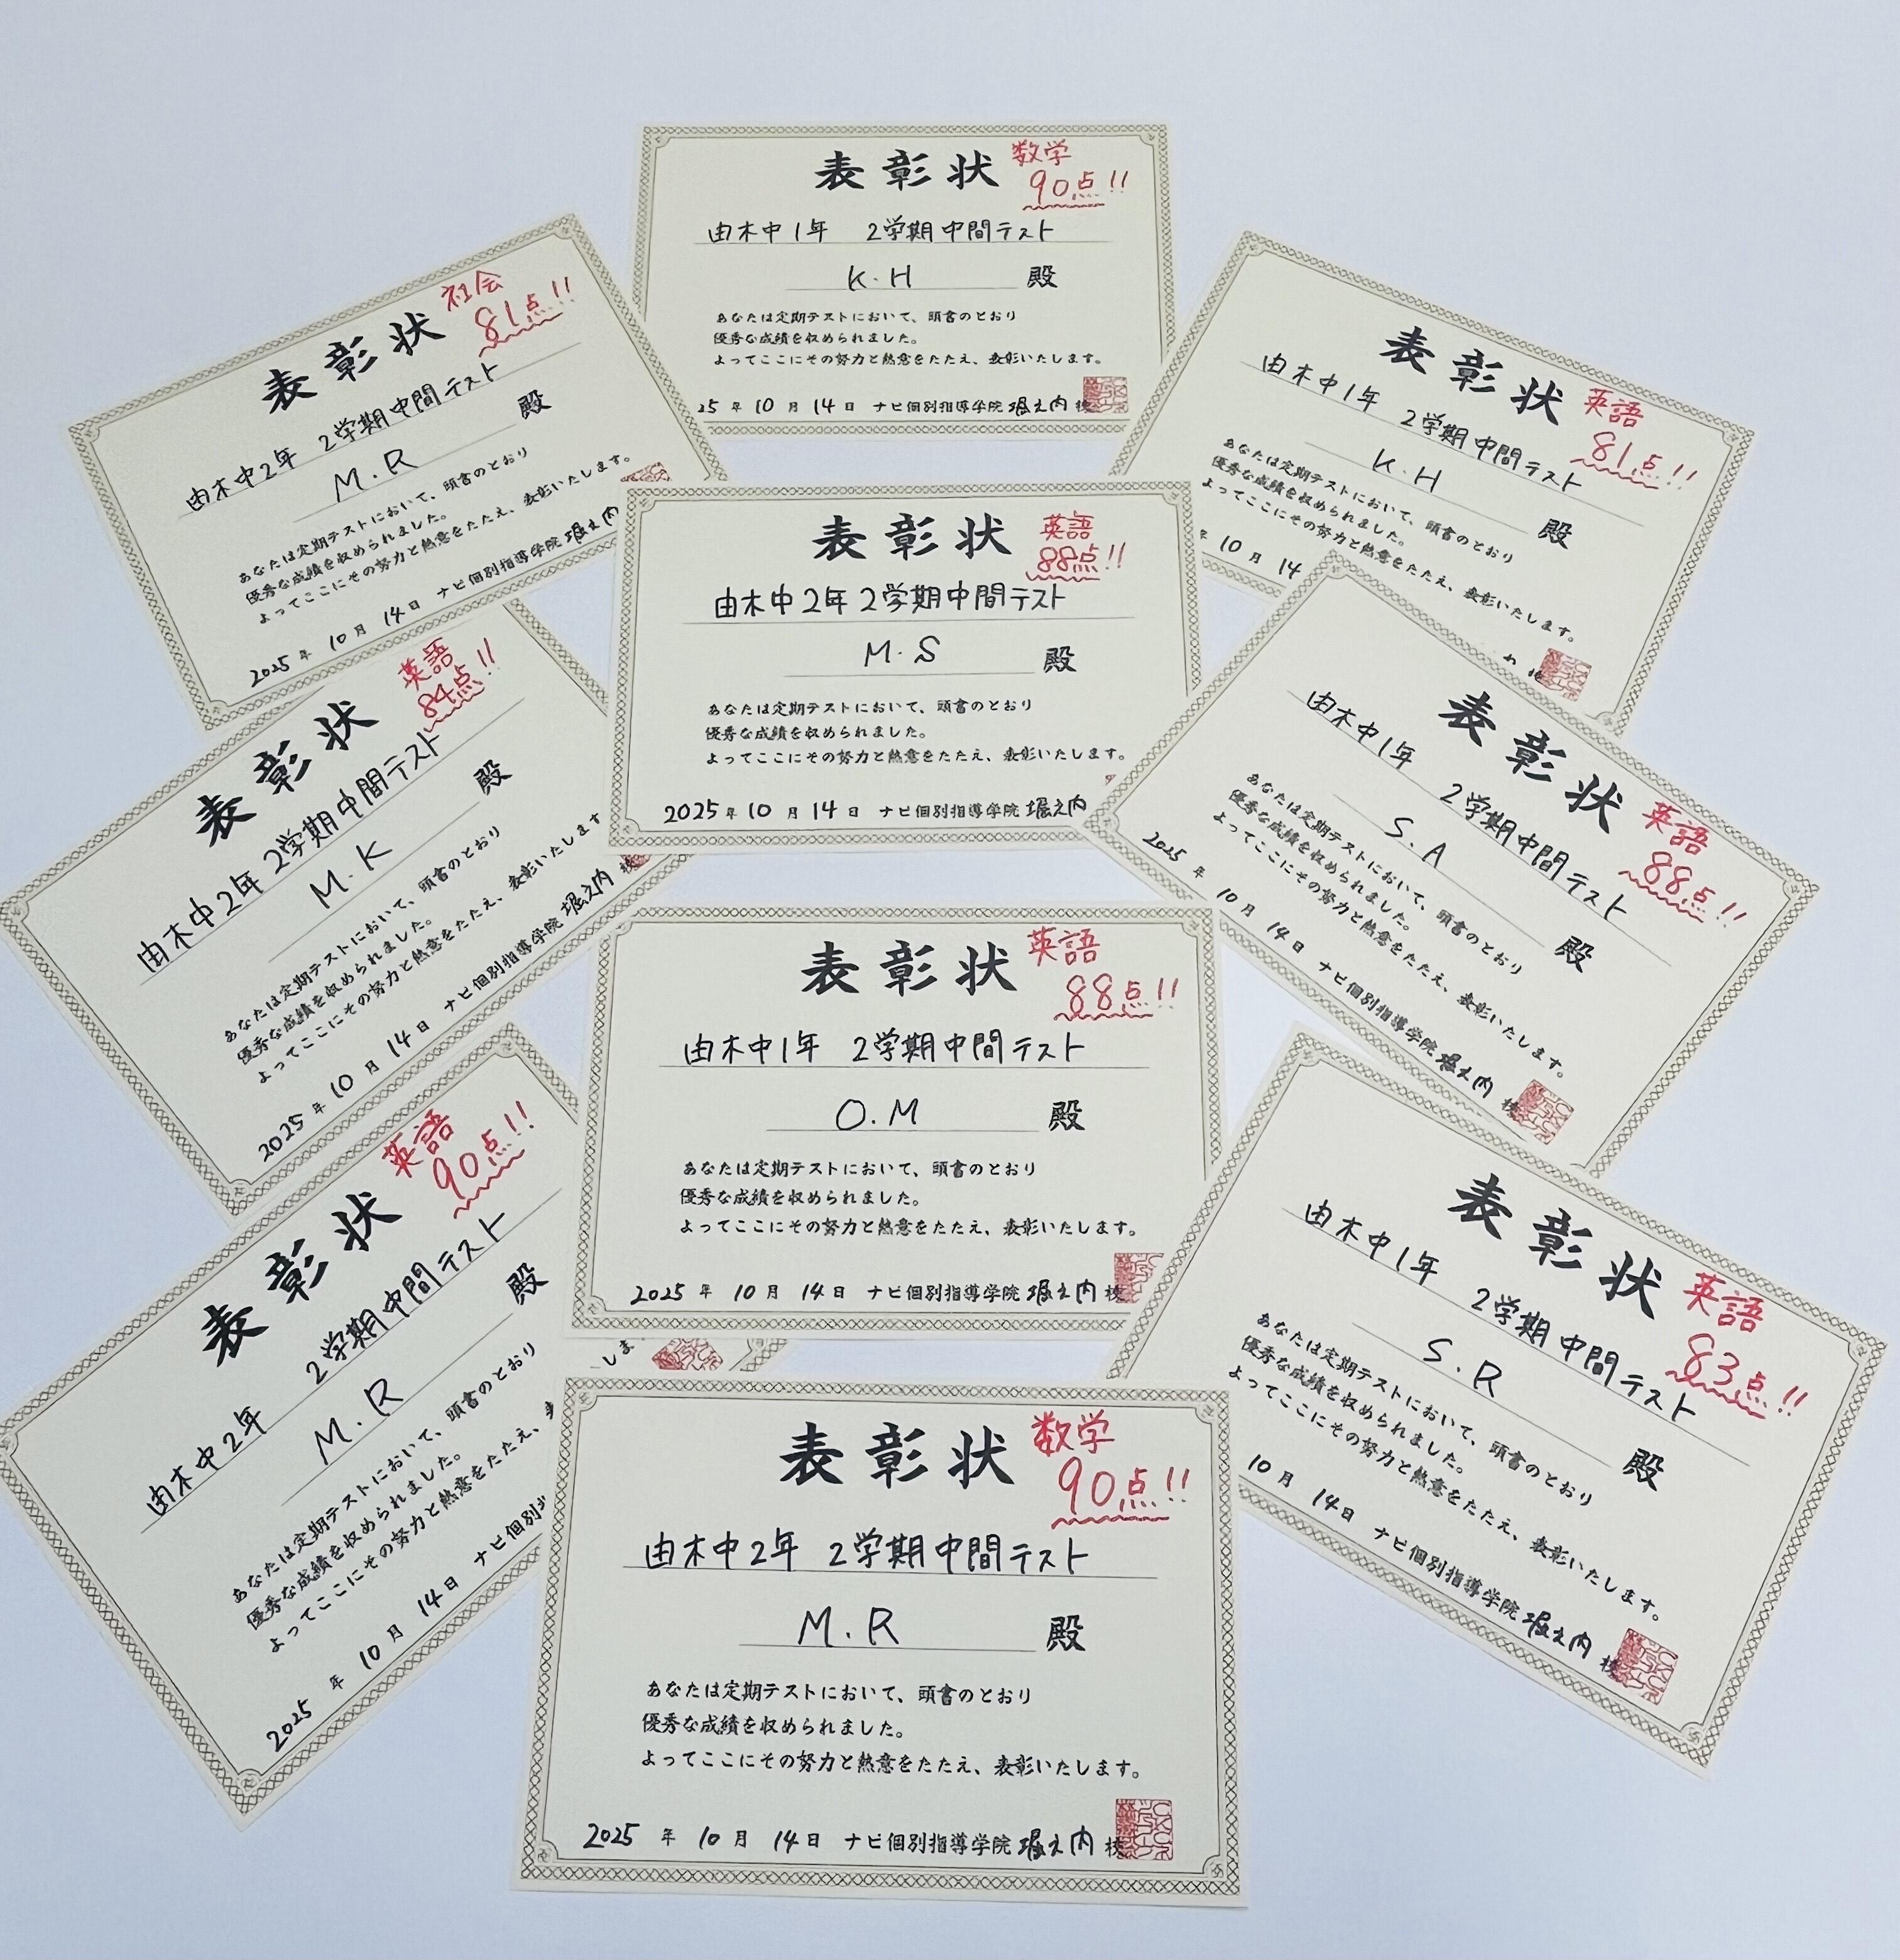 表彰状
数学
90点!!
由木中1年 2学期中間テスト
K.H 殿
あなたは定期テストにおいて、頭書のとおり
優秀な成績を収められました。
よってここにその努力と熱意をたたえ、表彰いたします。
25年10月14日 ナビ個別指導学院堀之内校
表彰状
社会
81点!!
由木中2年 2学期中間テスト
M.R 殿
あなたは定期テストにおいて、頭書のとおり
優秀な成績を収められました。
よってここにその努力と熱意をたたえ、表彰いたします。
2025年10月14日 ナビ個別指導学院堀之内
表彰状
英語
81点!!
由木中1年 2学期中間テスト
K.H 殿
あなたは定期テストにおいて、頭書のとおり
優秀な成績を収められました。
よってここにその努力と熱意をたたえ、表彰いたします。
年10月14
表彰状
英語
88点!!
由木中2年2学期中間テスト
M.S 殿
あなたは定期テストにおいて、頭書のとおり
優秀な成績を収められました。
よってここにその努力と熱意をたたえ、表彰いたします。
2025年10月14日 ナビ個別指導学院堀之内
表彰状
英語
84点!!
由木中2年2学期中間テスト
M.K 殿
あなたは定期テストにおいて、頭書のとおり
優秀な成績を収められました。
よってここにその努力と熱意をたたえ、表彰いたします
2025年10月14日 ナビ個別指導学院堀之内校
表彰状
英語
88点!!
由木中1年 2学期中間テスト
S.A 殿
あなたは定期テストにおいて、頭書のとおり
優秀な成績を収められました。
よってここにその努力と熱意をたたえ、表彰いたします。
2025年10月14日 ナビ個別指導学院堀之内校
表彰状
英語
88点!!
由木中1年 2学期中間テスト
O.M 殿
あなたは定期テストにおいて、頭書のとおり
優秀な成績を収められました。
よってここにその努力と熱意をたたえ、表彰いたします。
2025年10月14日 ナビ個別指導学院堀之内校
表彰状
英語
90点!!
由木中2年 2学期中間テスト
M.R 殿
あなたは定期テストにおいて、頭書のとおり
優秀な成績を収められました。
よってここにその努力と熱意をたたえ、 します
2025年10月14日 ナビ個別
表彰状
英語
83点!!
由木中1年 2学期中間テスト
S.R 殿
あなたは定期テストにおいて、頭書のとおり
優秀な成績を収められました。
よってここにその努力と熱意をたたえ、表彰いたします。
10月14日 ナビ個別指導学院堀之内校
表彰状
数学
90点!!
由木中2年 2学期中間テスト
M.R 殿
あなたは定期テストにおいて、頭書のとおり
優秀な成績を収められました。
よってここにその努力と熱意をたたえ、表彰いたします。
2025年10月14日 ナビ個別指導学院堀之内校